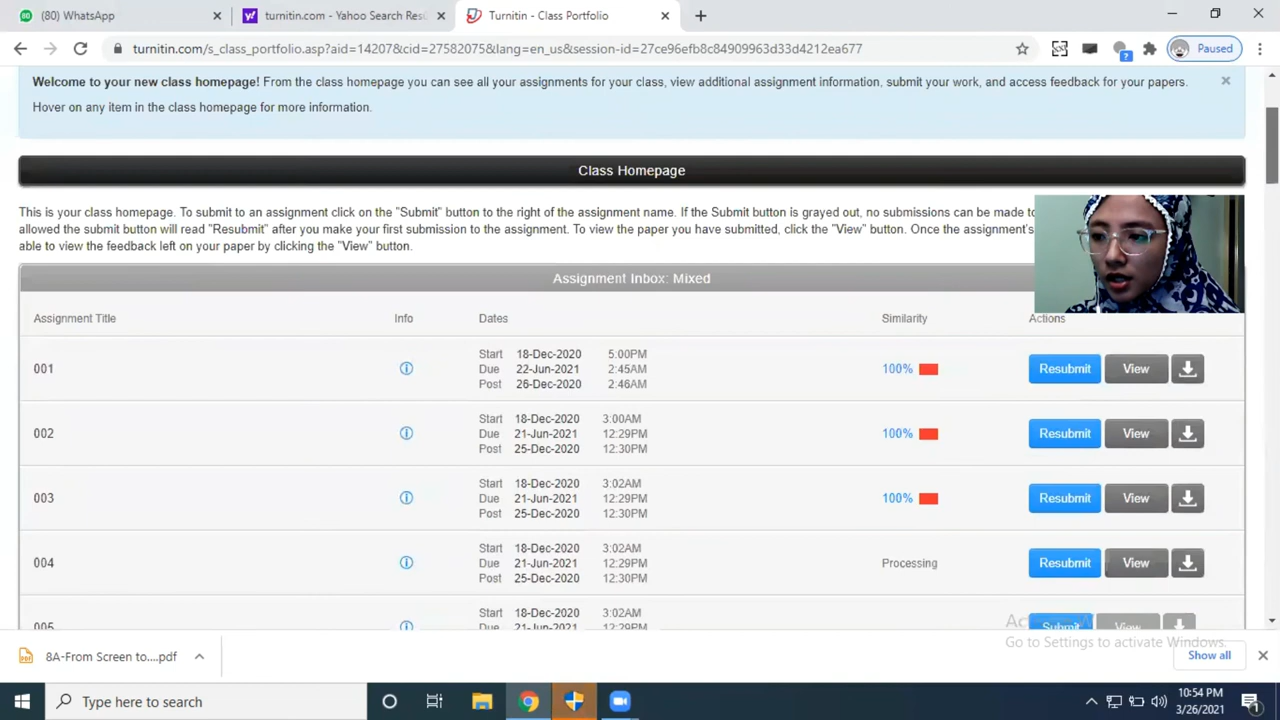 (80) WhatsApp
turnitin.com - Yahoo Search Res
Turnitin - Class Portfolio
turnitin.com/s_class_portfolio.asp?aid=14207&cid=27582075&lang=en_us&session-id=27ce96efb8c84909963d33d4212ea677
Paused
Welcome to your new class homepage! From the class homepage you can see all your assignments for your class, view additional assignment information, submit your work, and access feedback for your papers.
Hover on any item in the class homepage for more information.
Class Homepage
This is your class homepage. To submit to an assignment click on the "Submit" button to the right of the assignment name. If the Submit button is grayed out, no submissions can be made to
allowed the submit button will read "Resubmit" after you make your first submission to the assignment. To view the paper you have submitted, click the "View" button. Once the assignment's
able to view the feedback left on your paper by clicking the "View" button.
Assignment Inbox: Mixed
Assignment Title Info Dates Similarity Actions
Start 18-Dec-2020 5:00PM
001 Due 22-Jun-2021 2:45AM 100% Resubmit View
Post 26-Dec-2020 2:46AM
Start 18-Dec-2020 3:00AM
002 Due 21-Jun-2021 12:29PM 100% Resubmit View
Post 25-Dec-2020 12:30PM
Start 18-Dec-2020 3:02AM
003 Due 21-Jun-2021 12:29PM 100% Resubmit View
Post 25-Dec-2020 12:30PM
Start 18-Dec-2020 3:02AM
004 Due 21-Jun-2021 12:29PM Processing Resubmit View
Post 25-Dec-2020 12:30PM
Start 18-Dec-2020 3:02AM
005 Due 21-Jun-2021 12:29PM Submit View
Go to Settings to activate Windows.
8A-From Screen to....pdf
Show all
Type here to search
10:54 PM
3/26/2021